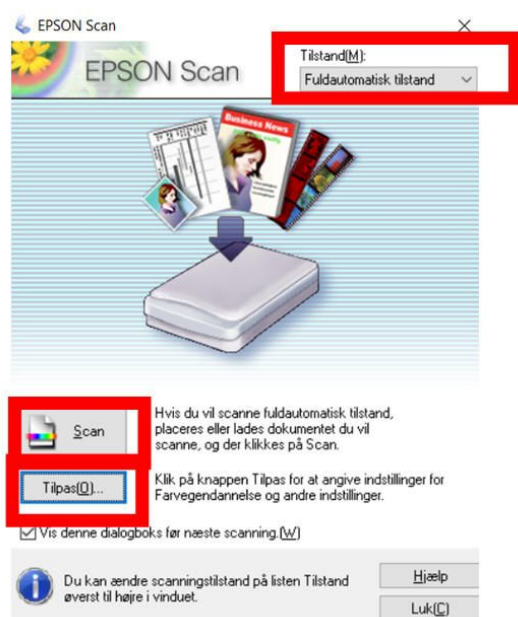 EPSON Scan
EPSON Scan
Tilstand(M):
Fuldautomatisk tilstand
Business News
Scan
Hvis du vil scanne fuldautomatisk tilstand,
placeres eller lades dokumentet du vil
scanne, og der klikkes på Scan.
Tilpas(O)...
Klik på knappen Tilpas for at angive indstillinger for
Farvegendannelse og andre indstillinger.
Vis denne dialogboks før næste scanning.(W)
Du kan ændre scanningstilstand på listen Tilstand
øverst til højre i vinduet.
Hjælp
Luk(C)